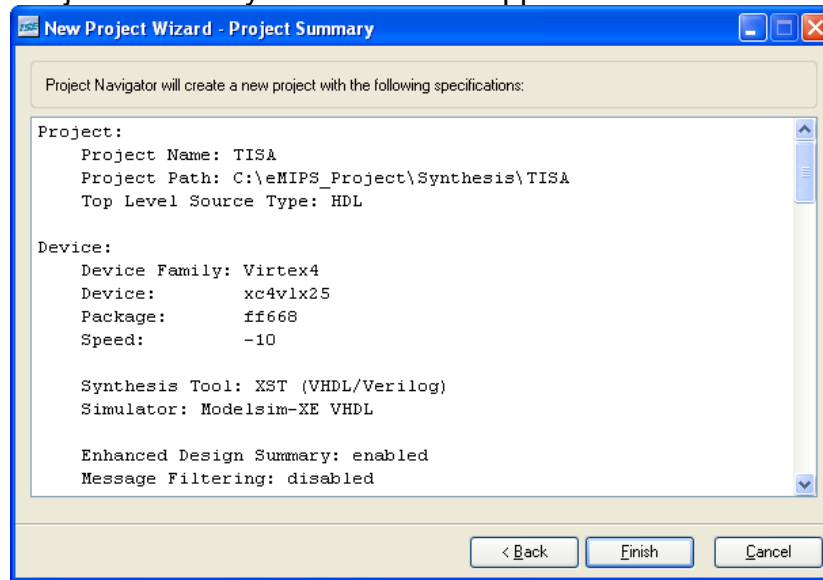 ISE New Project Wizard - Project Summary
Project Navigator will create a new project with the following specifications:
Project:
Project Name: TISA
Project Path: C:\eMIPS_Project\Synthesis\TISA
Top Level Source Type: HDL
Device:
Device Family: Virtex4
Device: xc4vlx25
Package: ff668
Speed: -10
Synthesis Tool: XST (VHDL/Verilog)
Simulator: Modelsim-XE VHDL
Enhanced Design Summary: enabled
Message Filtering: disabled
< Back Finish Cancel